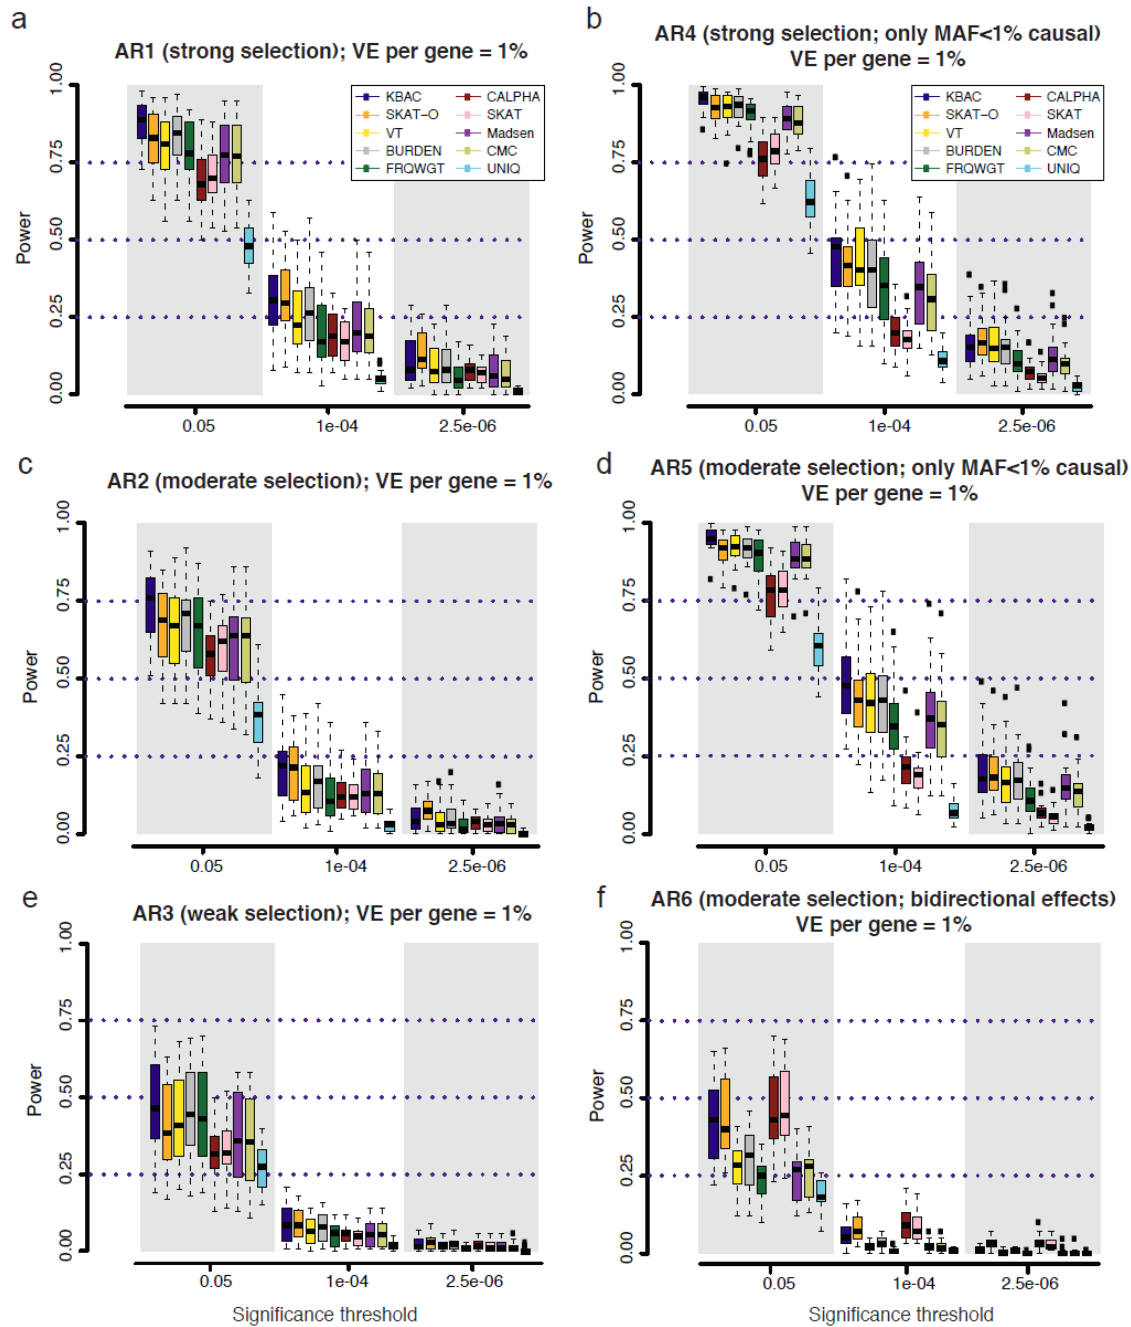 a
AR1 (strong selection); VE per gene = 1%
Power
0.00 0.25 0.50 0.75 1.00
KBAC CALPHA
SKAT-O SKAT
VT Madsen
BURDEN CMC
FRQWGT UNIQ
0.05 1e-04 2.5e-06
b
AR4 (strong selection; only MAF<1% causal)
VE per gene = 1%
Power
0.00 0.25 0.50 0.75 1.00
KBAC CALPHA
SKAT-O SKAT
VT Madsen
BURDEN CMC
FRQWGT UNIQ
0.05 1e-04 2.5e-06
c
AR2 (moderate selection); VE per gene = 1%
Power
0.00 0.25 0.50 0.75 1.00
0.05 1e-04 2.5e-06
d
AR5 (moderate selection; only MAF<1% causal)
VE per gene = 1%
Power
0.00 0.25 0.50 0.75 1.00
0.05 1e-04 2.5e-06
e
AR3 (weak selection); VE per gene = 1%
Power
0.00 0.25 0.50 0.75 1.00
0.05 1e-04 2.5e-06
Significance threshold
f
AR6 (moderate selection; bidirectional effects)
VE per gene = 1%
Power
0.00 0.25 0.50 0.75 1.00
0.05 1e-04 2.5e-06
Significance threshold